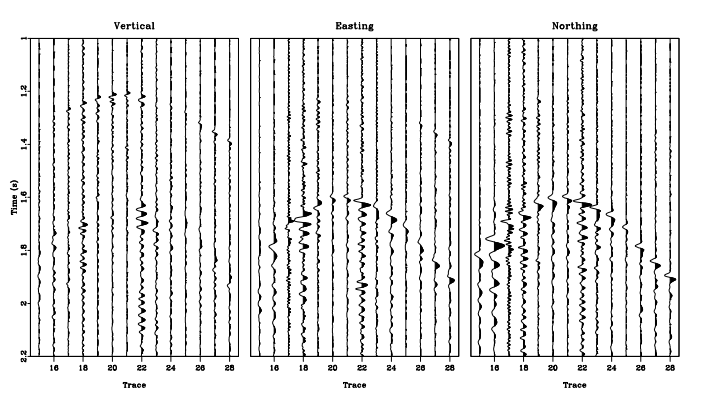 Vertical Easting Northing
1
1.2
1.4
1.6
Time (s)
1.8
2
2.2
16 18 20 22 24 26 28 16 18 20 22 24 26 28 16 18 20 22 24 26 28
Trace Trace Trace